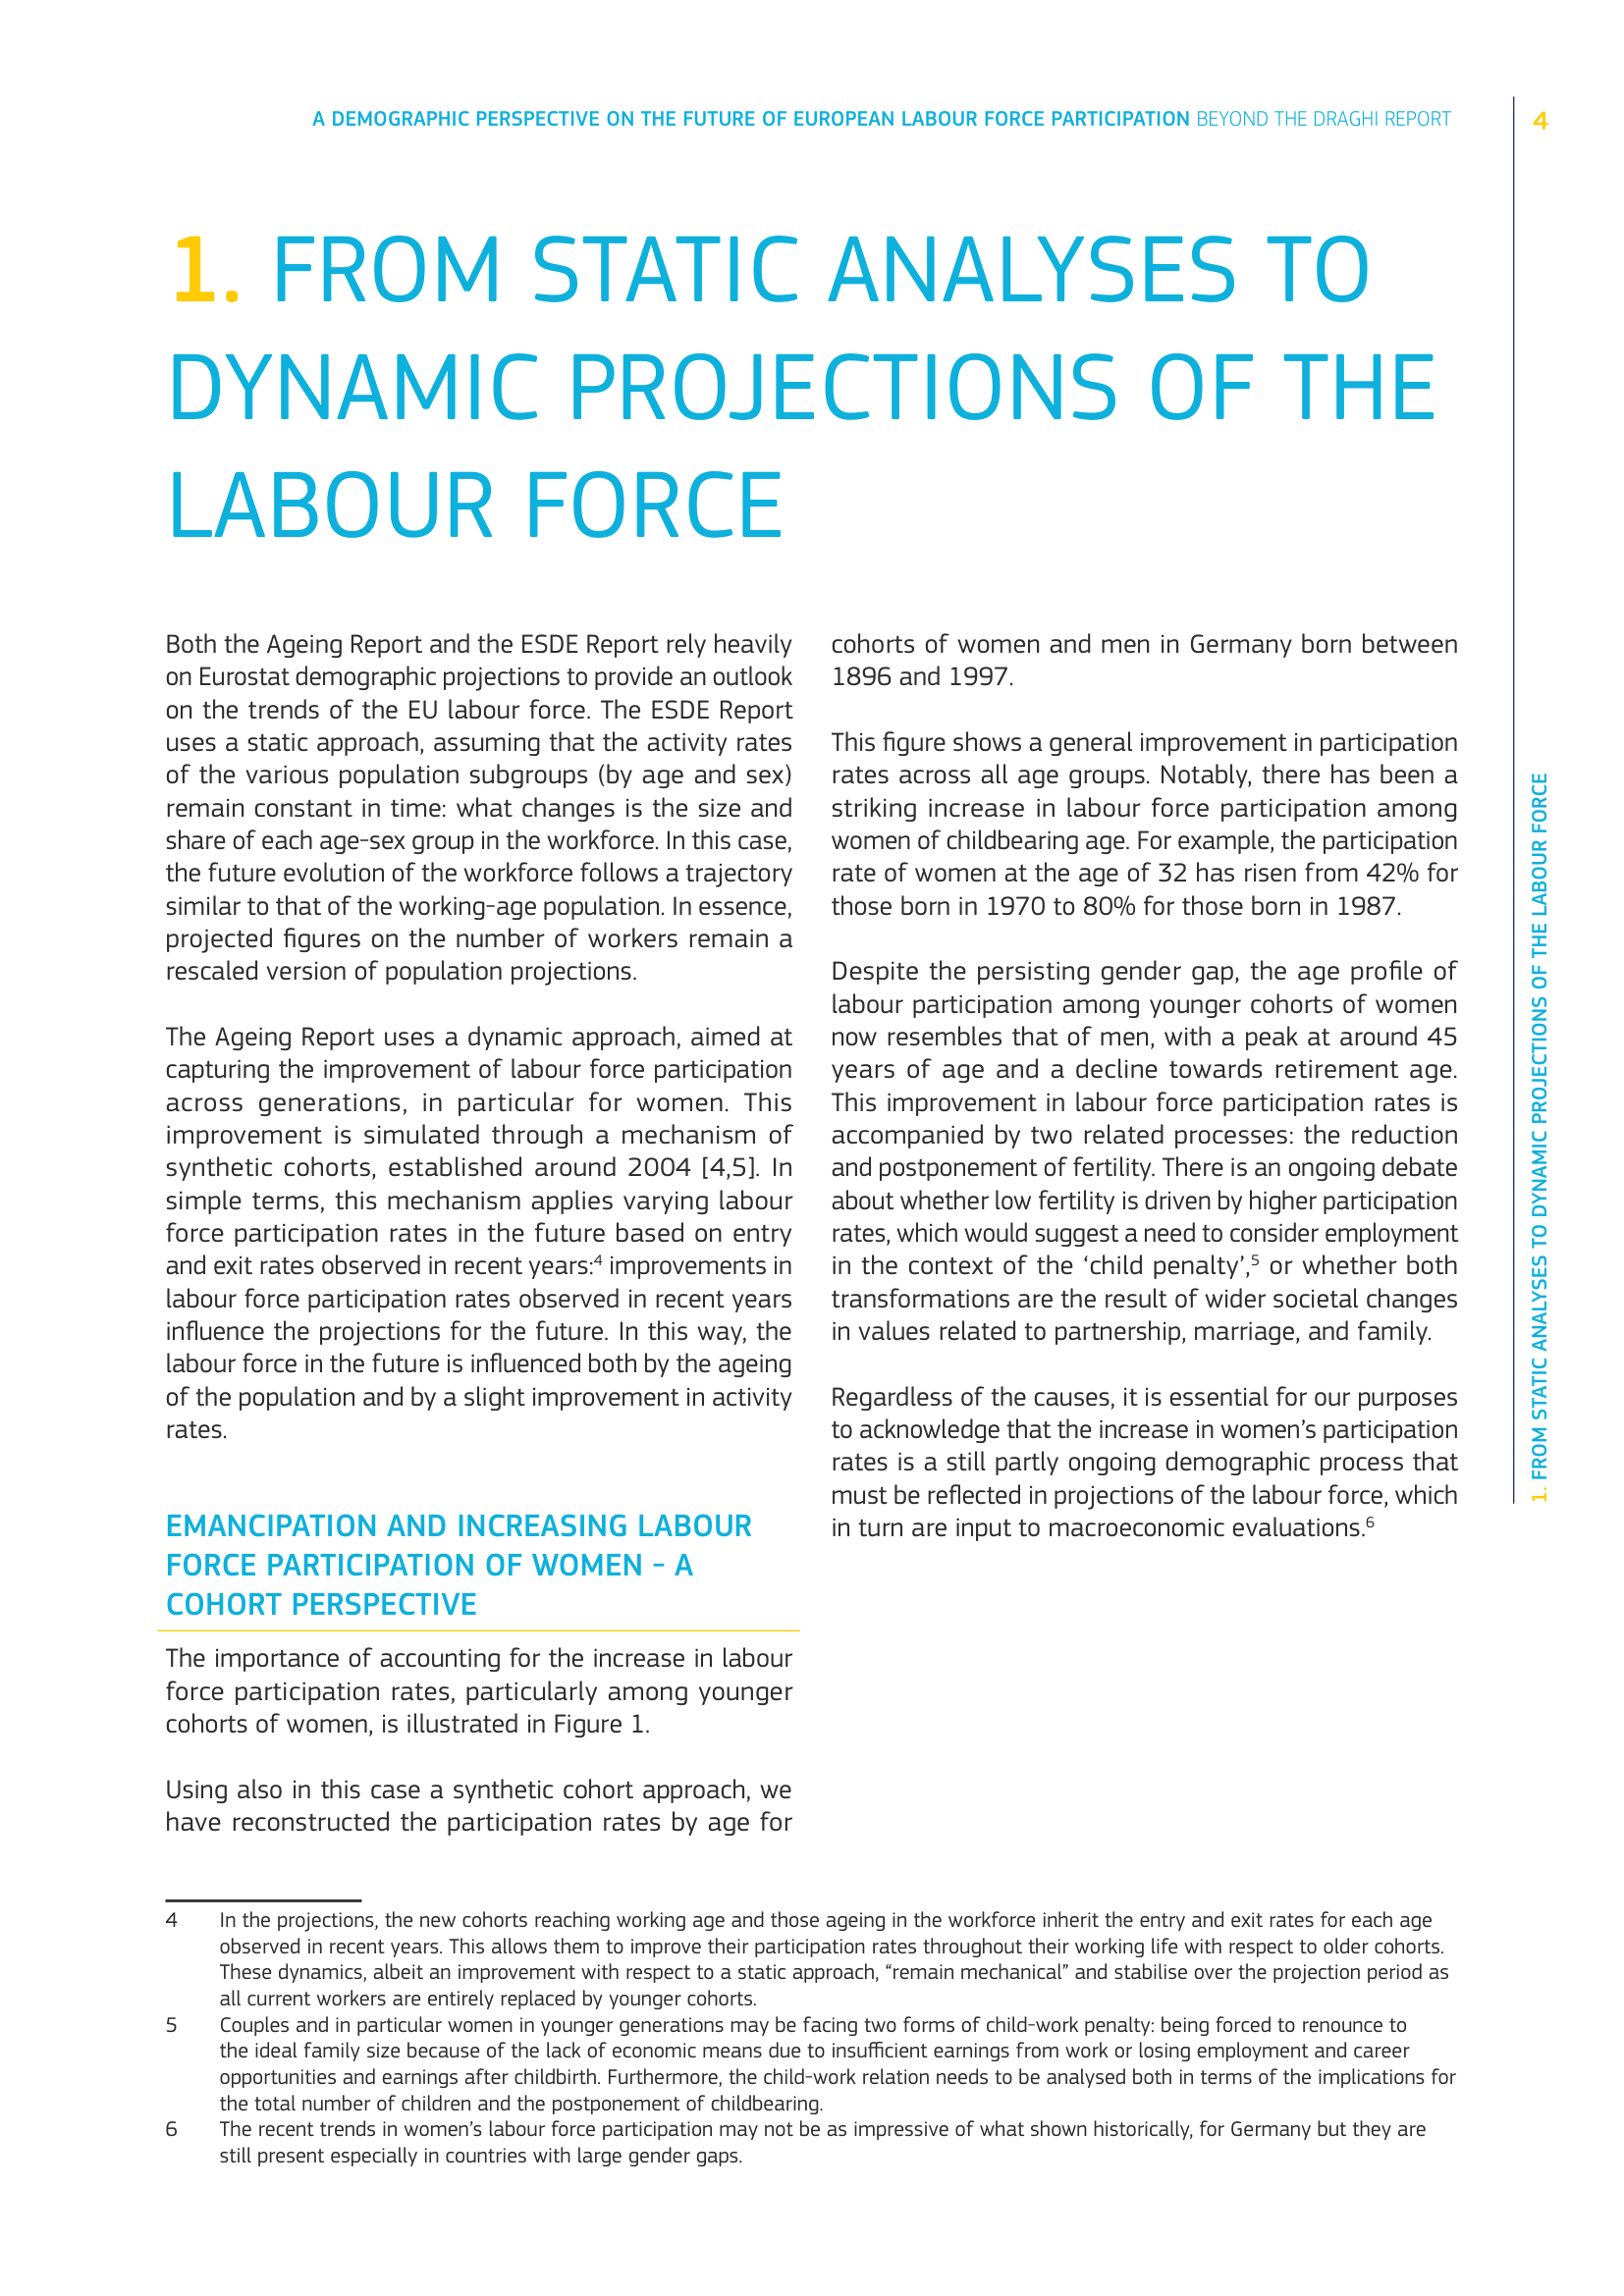 A DEMOGRAPHIC PERSPECTIVE ON THE FUTURE OF EUROPEAN LABOUR FORCE PARTICIPATION BEYOND THE DRAGHI REPORT
4
1. FROM STATIC ANALYSES TO
DYNAMIC PROJECTIONS OF THE
LABOUR FORCE
Both the Ageing Report and the ESDE Report rely heavily
on Eurostat demographic projections to provide an outlook
on the trends of the EU labour force. The ESDE Report
uses a static approach, assuming that the activity rates
of the various population subgroups (by age and sex)
remain constant in time: what changes is the size and
share of each age-sex group in the workforce. In this case,
the future evolution of the workforce follows a trajectory
similar to that of the working-age population. In essence,
projected figures on the number of workers remain a
rescaled version of population projections.
The Ageing Report uses a dynamic approach, aimed at
capturing the improvement of labour force participation
across generations, in particular for women. This
improvement is simulated through a mechanism of
synthetic cohorts, established around 2004 [4,5]. In
simple terms, this mechanism applies varying labour
force participation rates in the future based on entry
and exit rates observed in recent years:4 improvements in
labour force participation rates observed in recent years
influence the projections for the future. In this way, the
labour force in the future is influenced both by the ageing
of the population and by a slight improvement in activity
rates.
EMANCIPATION AND INCREASING LABOUR
FORCE PARTICIPATION OF WOMEN – A
COHORT PERSPECTIVE
The importance of accounting for the increase in labour
force participation rates, particularly among younger
cohorts of women, is illustrated in Figure 1.
Using also in this case a synthetic cohort approach, we
have reconstructed the participation rates by age for
cohorts of women and men in Germany born between
1896 and 1997.
This figure shows a general improvement in participation
rates across all age groups. Notably, there has been a
striking increase in labour force participation among
women of childbearing age. For example, the participation
rate of women at the age of 32 has risen from 42% for
those born in 1970 to 80% for those born in 1987.
Despite the persisting gender gap, the age profile of
labour participation among younger cohorts of women
now resembles that of men, with a peak at around 45
years of age and a decline towards retirement age.
This improvement in labour force participation rates is
accompanied by two related processes: the reduction
and postponement of fertility. There is an ongoing debate
about whether low fertility is driven by higher participation
rates, which would suggest a need to consider employment
in the context of the ‘child penalty’,5 or whether both
transformations are the result of wider societal changes
in values related to partnership, marriage, and family.
Regardless of the causes, it is essential for our purposes
to acknowledge that the increase in women’s participation
rates is a still partly ongoing demographic process that
must be reflected in projections of the labour force, which
in turn are input to macroeconomic evaluations.6
1. FROM STATIC ANALYSES TO DYNAMIC PROJECTIONS OF THE LABOUR FORCE
4 In the projections, the new cohorts reaching working age and those ageing in the workforce inherit the entry and exit rates for each age
observed in recent years. This allows them to improve their participation rates throughout their working life with respect to older cohorts.
These dynamics, albeit an improvement with respect to a static approach, “remain mechanical” and stabilise over the projection period as
all current workers are entirely replaced by younger cohorts.
5 Couples and in particular women in younger generations may be facing two forms of child-work penalty: being forced to renounce to
the ideal family size because of the lack of economic means due to insufficient earnings from work or losing employment and career
opportunities and earnings after childbirth. Furthermore, the child-work relation needs to be analysed both in terms of the implications for
the total number of children and the postponement of childbearing.
6 The recent trends in women’s labour force participation may not be as impressive of what shown historically, for Germany but they are
still present especially in countries with large gender gaps.